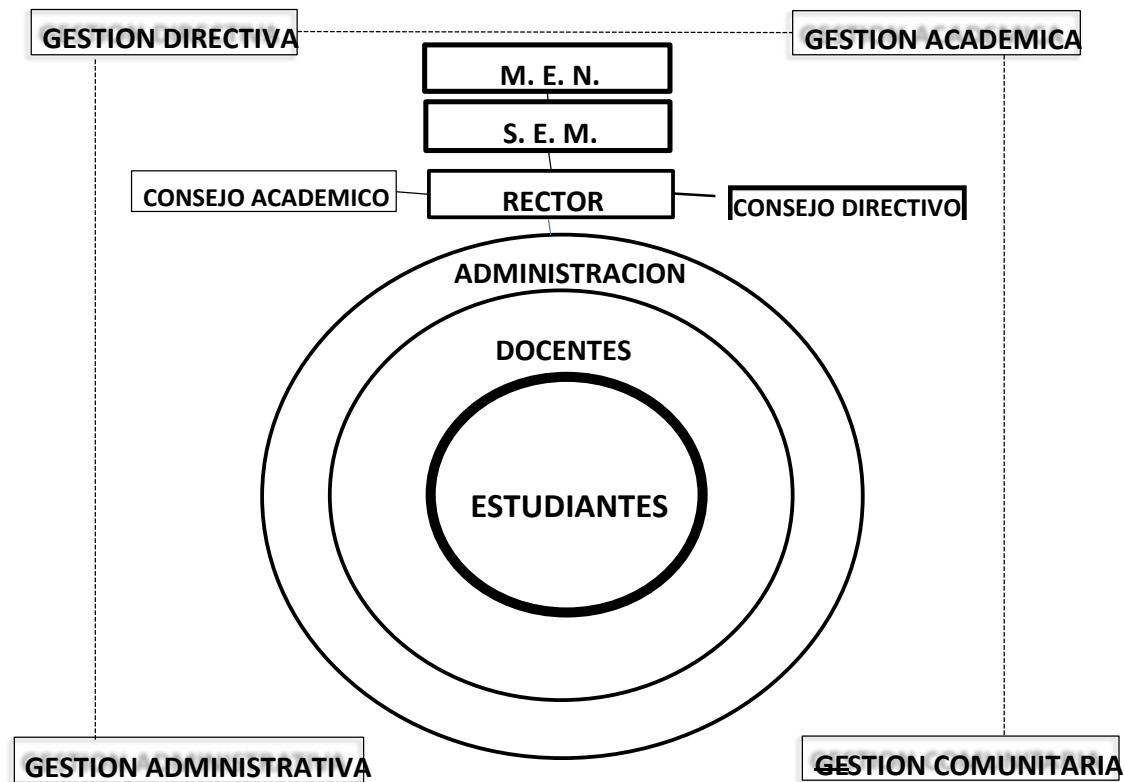 GESTION DIRECTIVA
GESTION ACADEMICA
M. E. N.
S. E. M.
CONSEJO ACADEMICO
RECTOR
CONSEJO DIRECTIVO
ADMINISTRACION
DOCENTES
ESTUDIANTES
GESTION ADMINISTRATIVA
GESTION COMUNITARIA